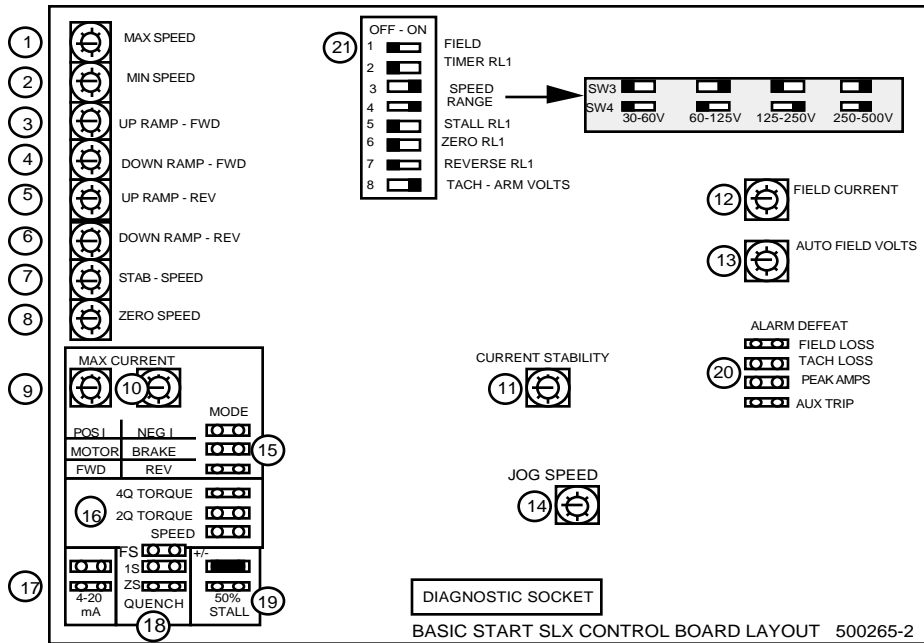 1 MAX SPEED
2 MIN SPEED
3 UP RAMP - FWD
4 DOWN RAMP - FWD
5 UP RAMP - REV
6 DOWN RAMP - REV
7 STAB - SPEED
8 ZERO SPEED
MAX CURRENT
9 10
MODE
POS I NEG I
MOTOR BRAKE 15
FWD REV
4Q TORQUE
16 2Q TORQUE
SPEED
FS +/-
1S
17 ZS 19
4-20 mA
QUENCH
50% STALL
18
21 OFF - ON
1 FIELD
2 TIMER RL1
3 SPEED
4 RANGE
5 STALL RL1
6 ZERO RL1
7 REVERSE RL1
8 TACH - ARM VOLTS
SW3
SW4
30-60V 60-125V 125-250V 250-500V
12 FIELD CURRENT
13 AUTO FIELD VOLTS
CURRENT STABILITY
11
ALARM DEFEAT
FIELD LOSS
20 TACH LOSS
PEAK AMPS
AUX TRIP
JOG SPEED
14
DIAGNOSTIC SOCKET
BASIC START SLX CONTROL BOARD LAYOUT 500265-2